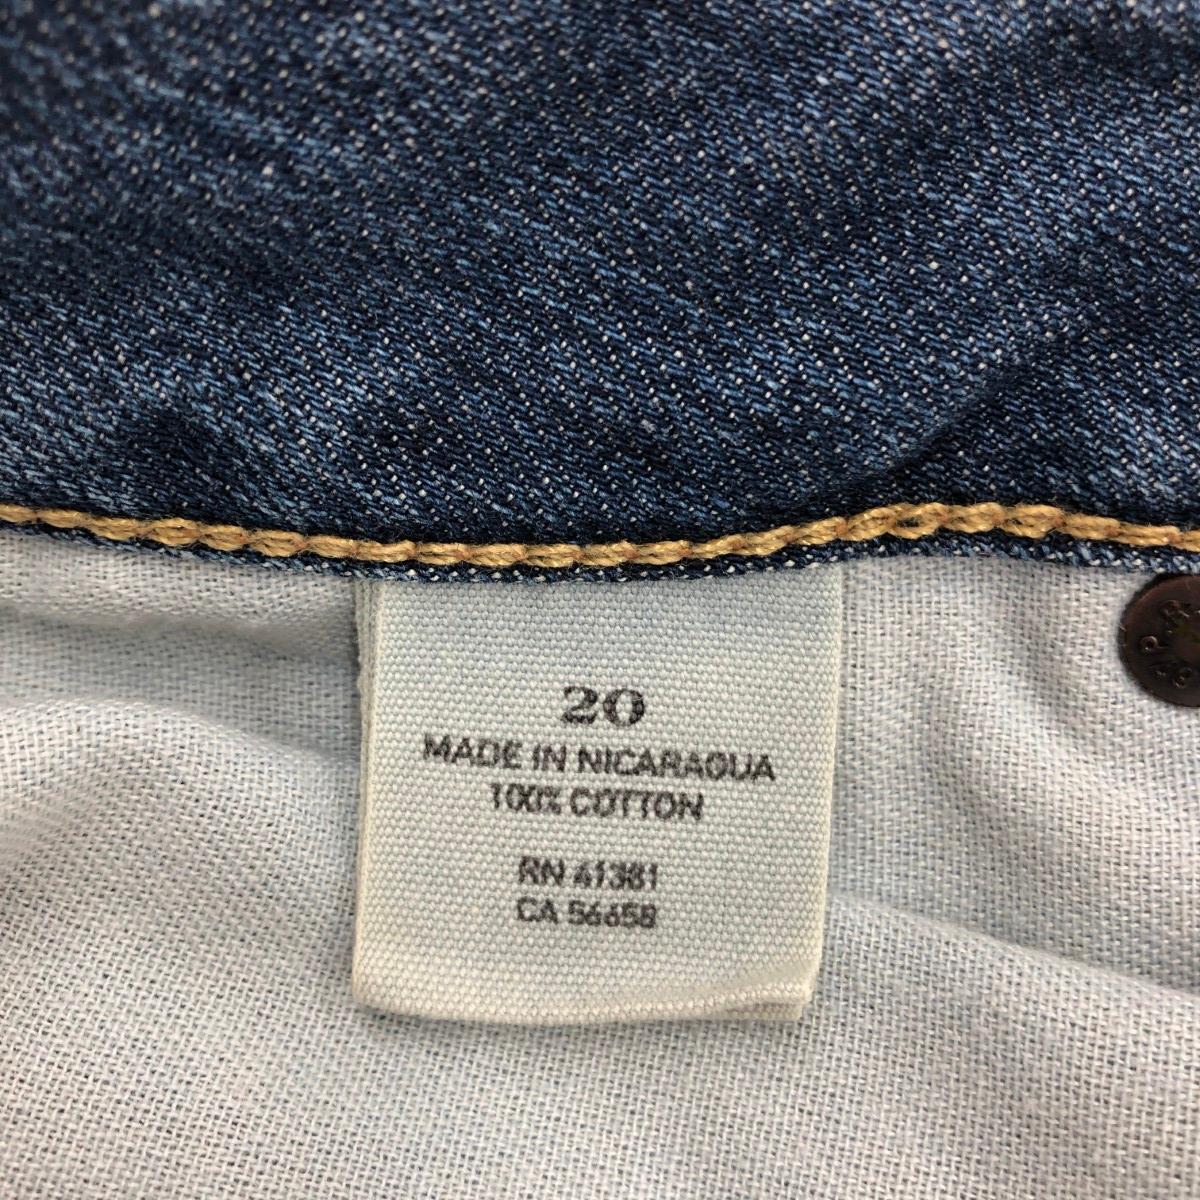 20
MADE IN NICARAGUA
100% COTTON
RN 41381
CA 56658